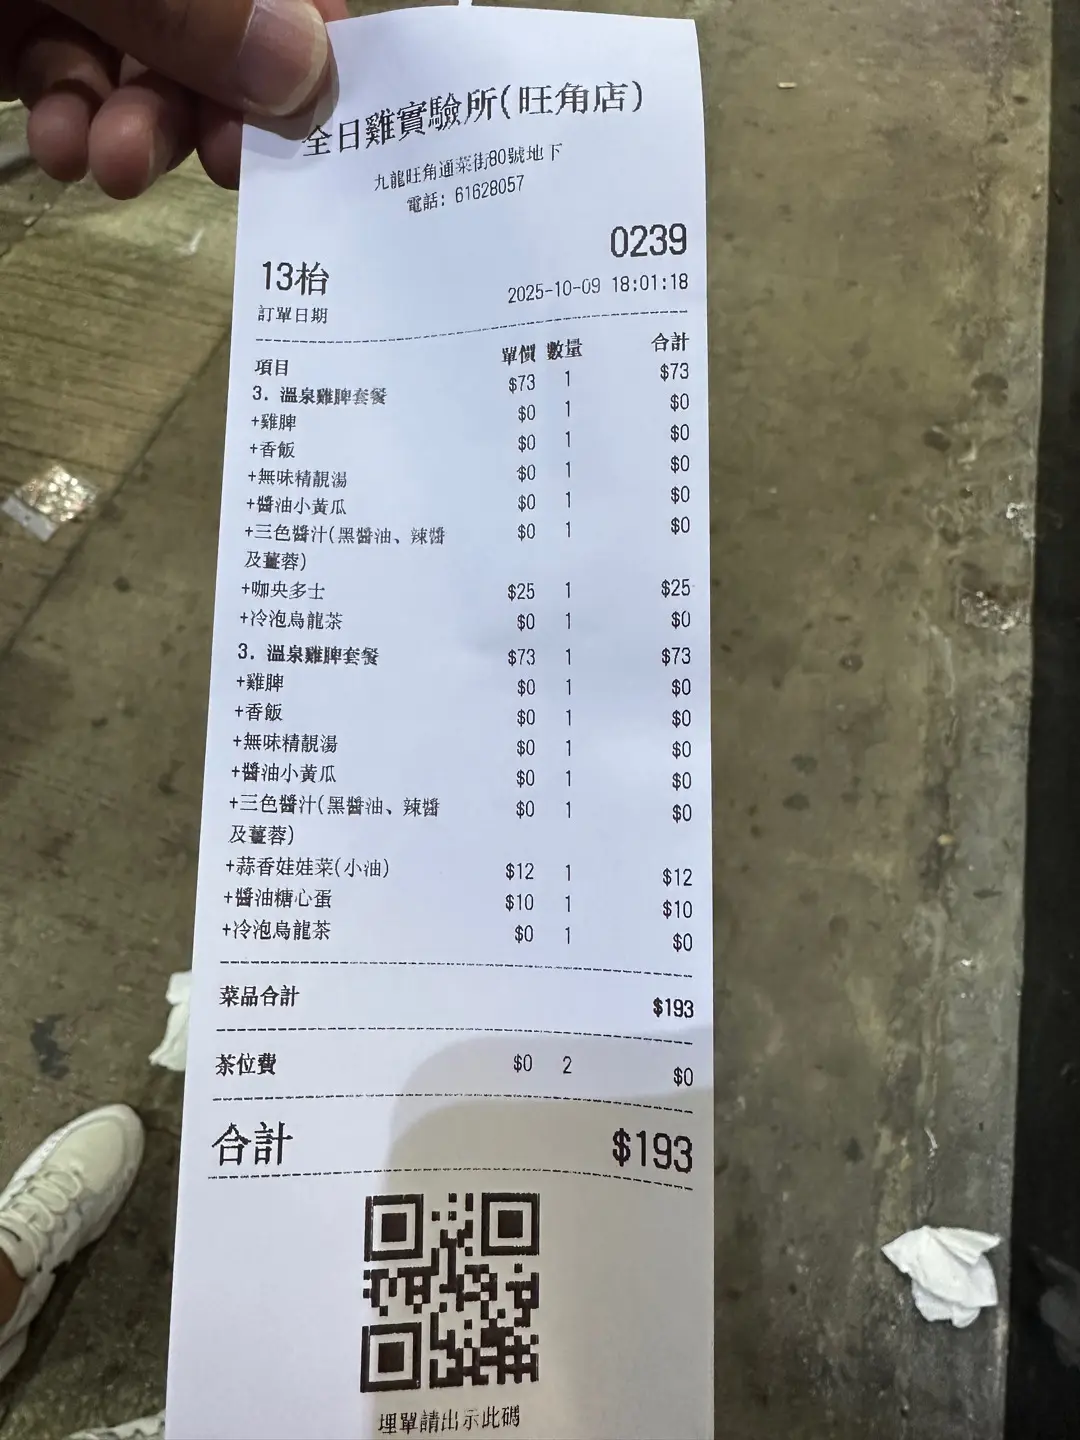 全日雞實驗所(旺角店)
九龍旺角通菜街80號地下
電話: 61628057
0239
13枱
訂單日期 2025-10-09 18:01:18
項目 單價 數量 合計
3. 溫泉雞脾套餐 $73 1 $73
+雞脾 $0 1 $0
+香飯 $0 1 $0
+無味精靚湯 $0 1 $0
+醬油小黃瓜 $0 1 $0
+三色醬汁(黑醬油、辣醬 $0 1 $0
及薑蓉)
+咖央多士 $25 1 $25
+冷泡烏龍茶 $0 1 $0
3. 溫泉雞脾套餐 $73 1 $73
+雞脾 $0 1 $0
+香飯 $0 1 $0
+無味精靚湯 $0 1 $0
+醬油小黃瓜 $0 1 $0
+三色醬汁(黑醬油、辣醬 $0 1 $0
及薑蓉)
+蒜香娃娃菜(小油) $12 1 $12
+醬油糖心蛋 $10 1 $10
+冷泡烏龍茶 $0 1 $0
菜品合計 $193
茶位費 $0 2 $0
合計 $193
埋單請出示此碼